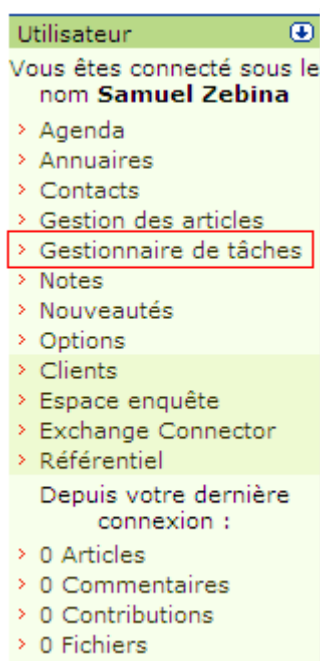 Utilisateur
Vous êtes connecté sous le
nom Samuel Zebina
Agenda
Annuaires
Contacts
Gestion des articles
Gestionnaire de tâches
Notes
Nouveautés
Options
Clients
Espace enquête
Exchange Connector
Référentiel
Depuis votre dernière
connexion :
0 Articles
0 Commentaires
0 Contributions
0 Fichiers